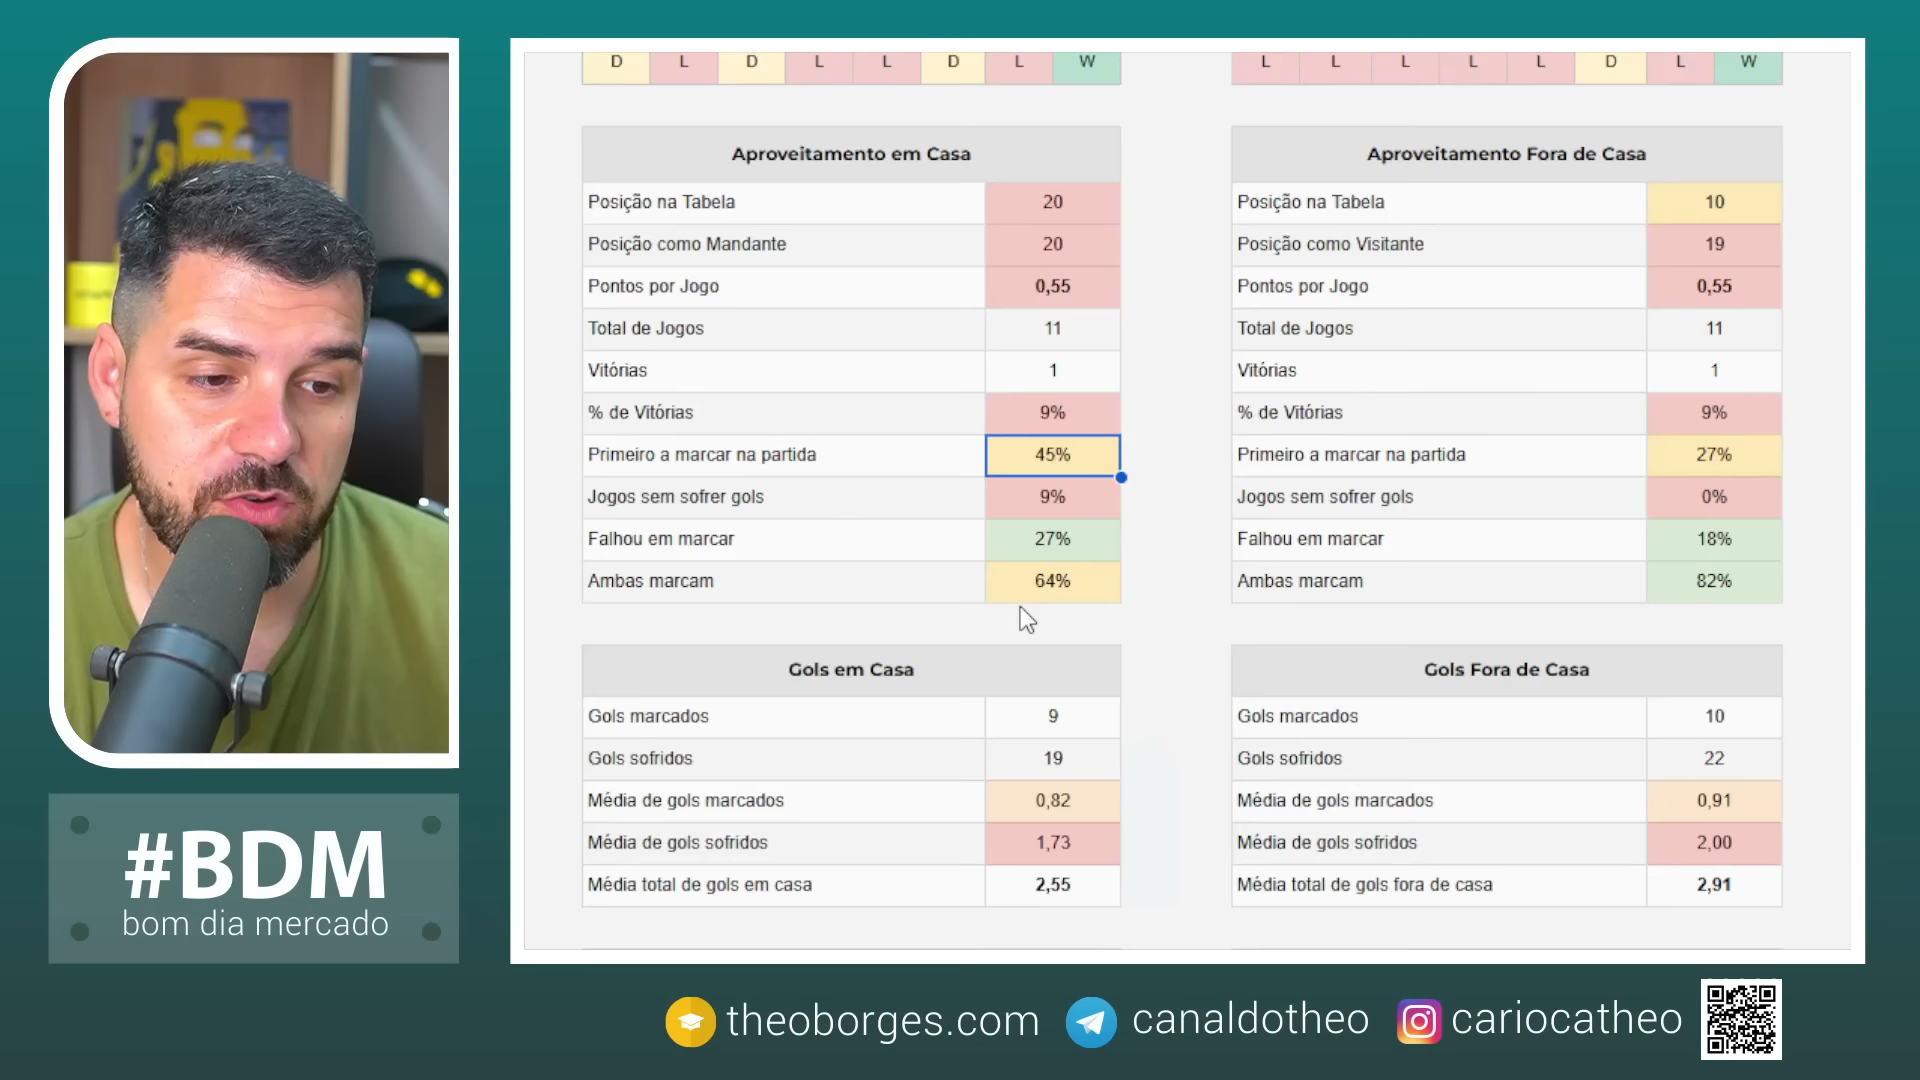 D L D L L D L W
L L L L L D L W
Aproveitamento em Casa
Posição na Tabela 20
Posição como Mandante 20
Pontos por Jogo 0,55
Total de Jogos 11
Vitórias 1
% de Vitórias 9%
Primeiro a marcar na partida 45%
Jogos sem sofrer gols 9%
Falhou em marcar 27%
Ambas marcam 64%
Aproveitamento Fora de Casa
Posição na Tabela 10
Posição como Visitante 19
Pontos por Jogo 0,55
Total de Jogos 11
Vitórias 1
% de Vitórias 9%
Primeiro a marcar na partida 27%
Jogos sem sofrer gols 0%
Falhou em marcar 18%
Ambas marcam 82%
Gols em Casa
Gols marcados 9
Gols sofridos 19
Média de gols marcados 0,82
Média de gols sofridos 1,73
Média total de gols em casa 2,55
Gols Fora de Casa
Gols marcados 10
Gols sofridos 22
Média de gols marcados 0,91
Média de gols sofridos 2,00
Média total de gols fora de casa 2,91
#BDM
bom dia mercado
theoborges.com
canaldotheo
cariocatheo